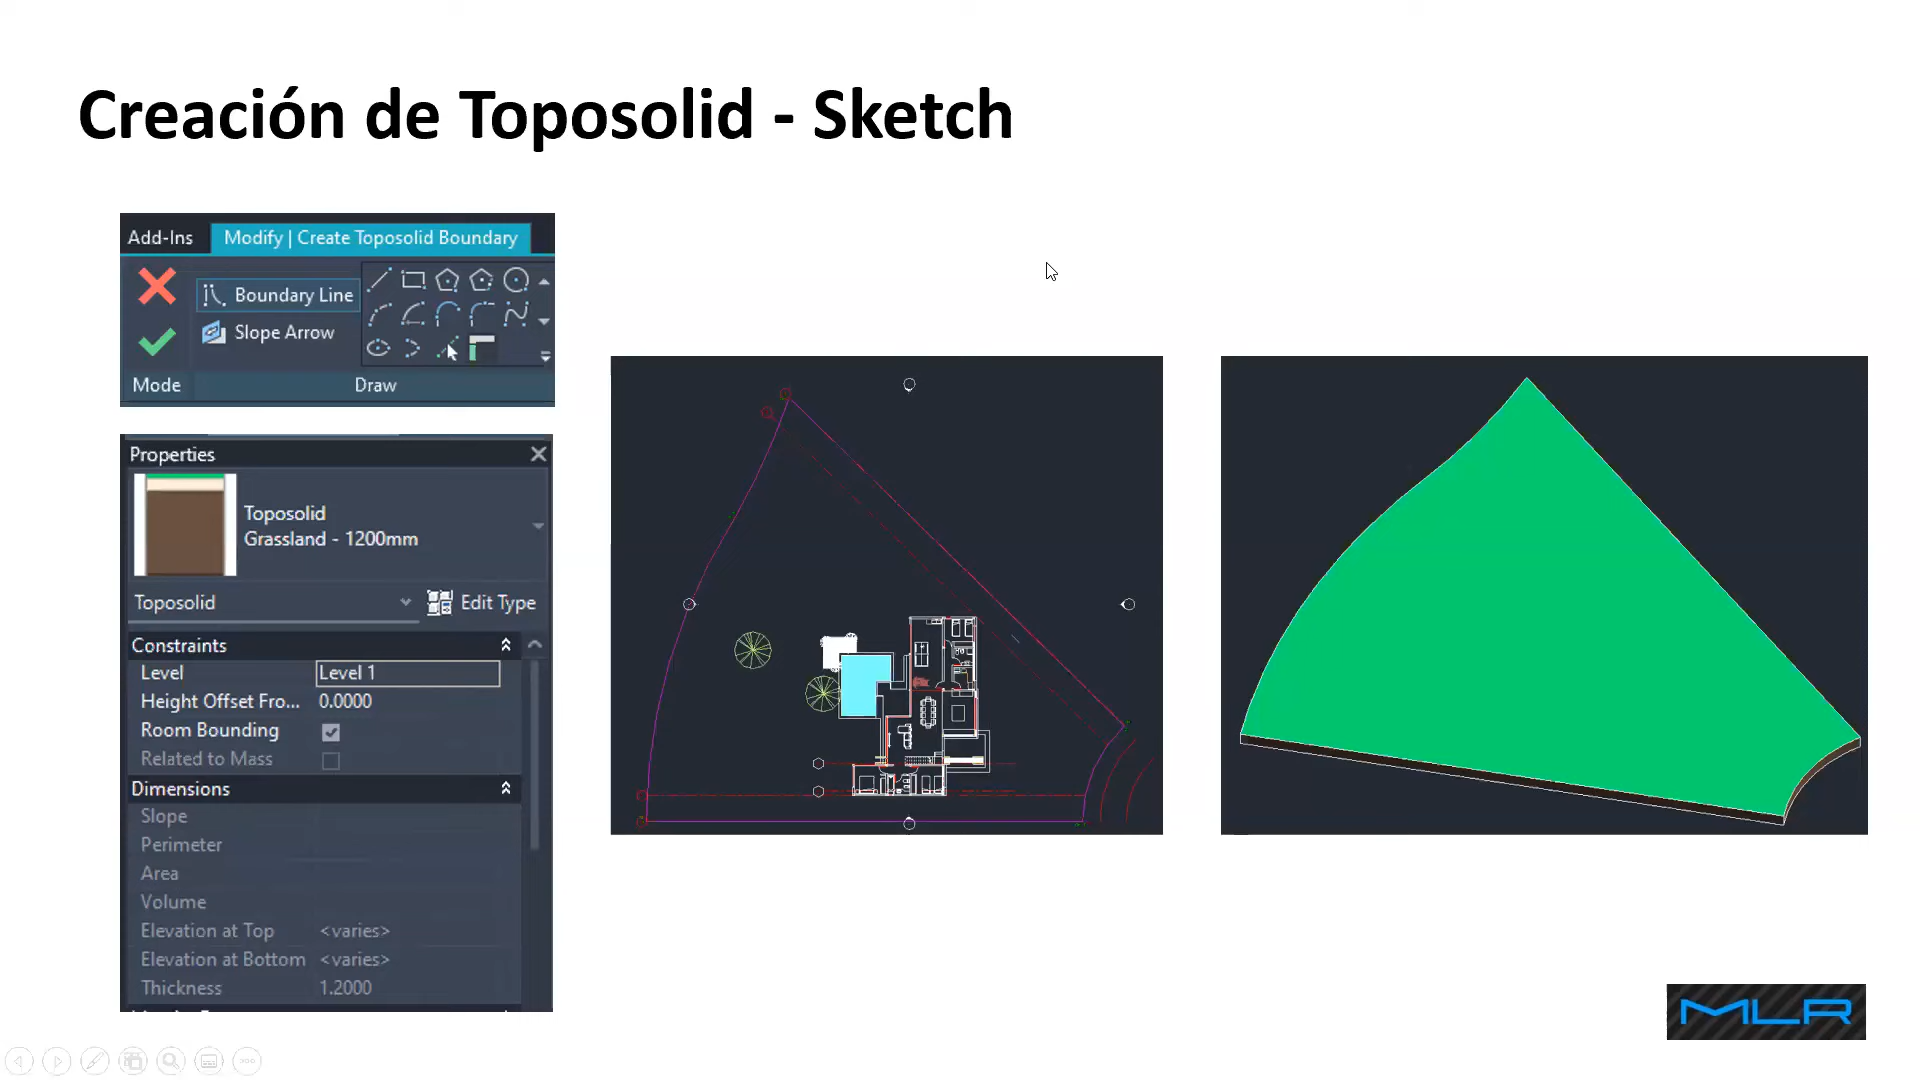 Creación de Toposolid - Sketch
Add-Ins
Modify | Create Toposolid Boundary
Boundary Line
Slope Arrow
Mode
Draw
Properties
Toposolid
Grassland - 1200mm
Toposolid
Edit Type
Constraints
Level
Level 1
Height Offset Fro...
0.0000
Room Bounding
Related to Mass
Dimensions
Slope
Perimeter
Area
Volume
Elevation at Top
<varies>
Elevation at Bottom
<varies>
Thickness
1.2000
MLR